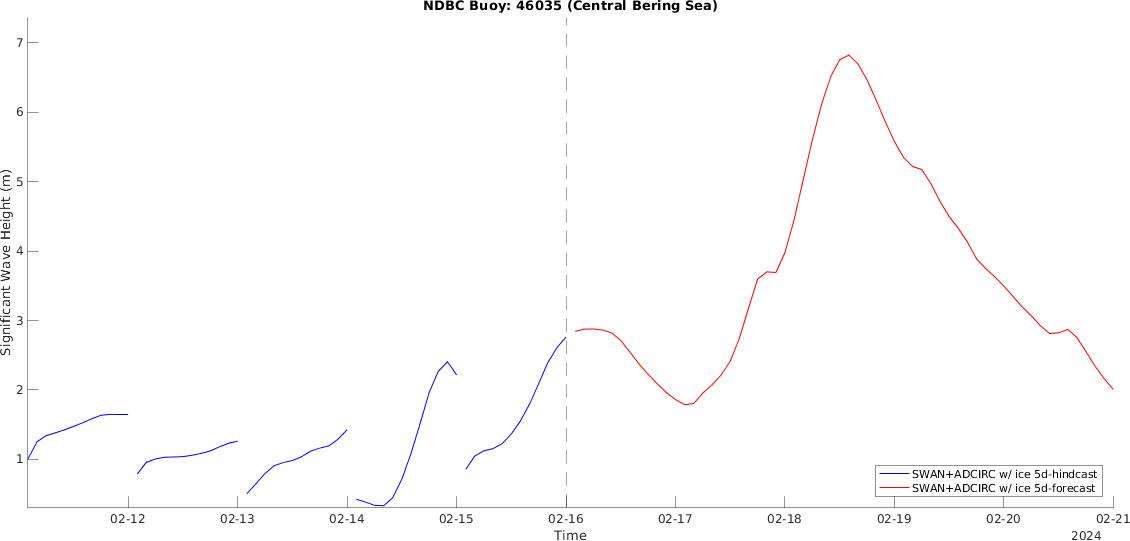 NDBC Buoy: 46035 (Central Bering Sea)
7
6
5
4
3
2
1
Significant Wave Height (m)
SWAN+ADCIRC w/ ice 5d-hindcast
SWAN+ADCIRC w/ ice 5d-forecast
02-12 02-13 02-14 02-15 02-16 02-17 02-18 02-19 02-20 02-21
Time
2024